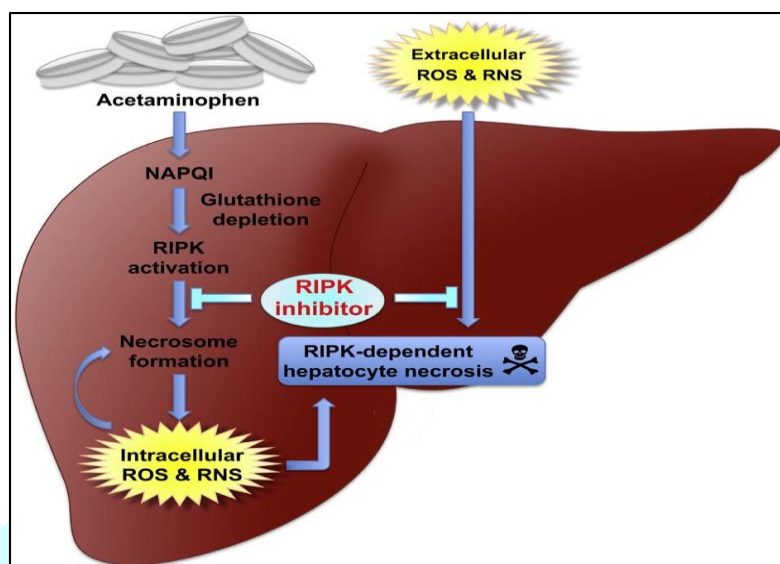 Acetaminophen
Extracellular
ROS & RNS
NAPQI
Glutathione
depletion
RIPK
activation
RIPK
inhibitor
Necrosome
formation
RIPK-dependent
hepatocyte necrosis
Intracellular
ROS & RNS